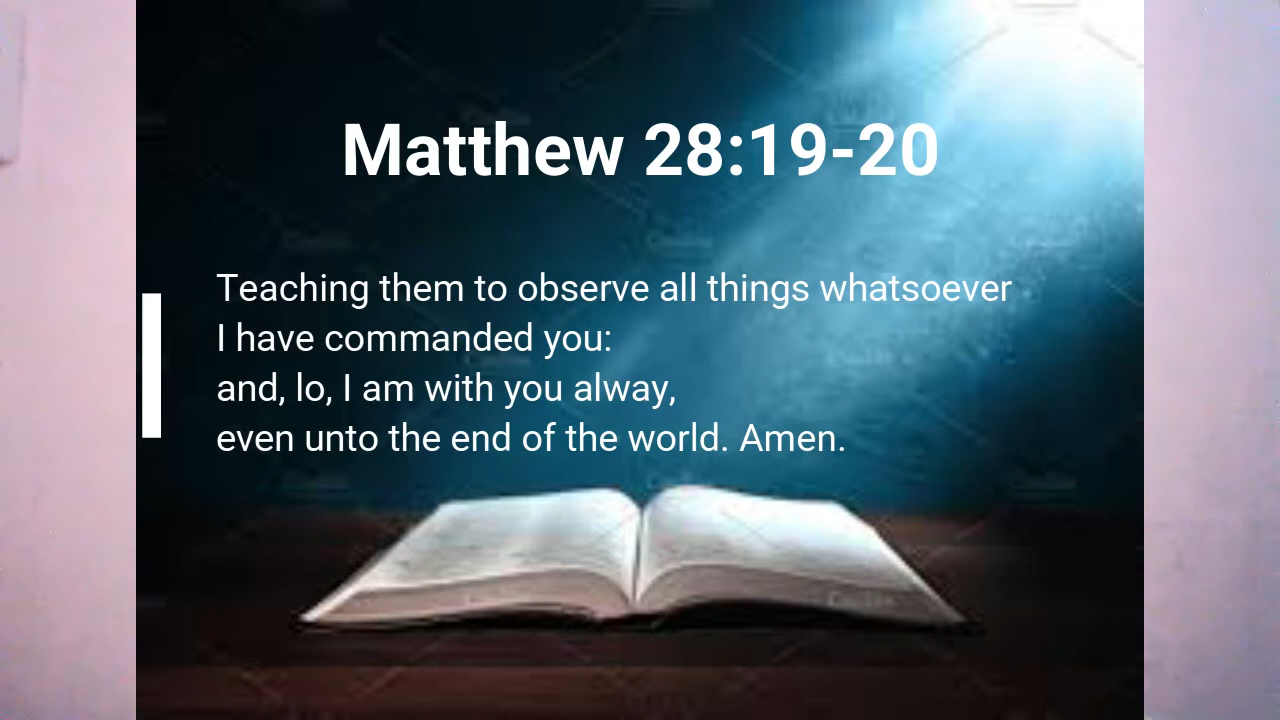 Matthew 28:19-20
Teaching them to observe all things whatsoever
I have commanded you:
and, lo, I am with you alway,
even unto the end of the world. Amen.